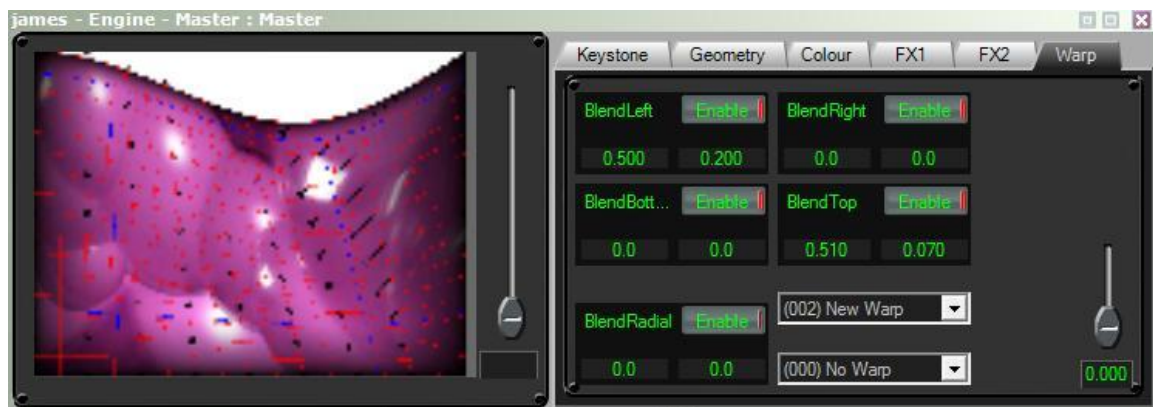 james - Engine - Master : Master
Keystone Geometry Colour FX1 FX2 Warp
BlendLeft Enable BlendRight Enable
0.500 0.200 0.0 0.0
BlendBott... Enable BlendTop Enable
0.0 0.0 0.510 0.070
BlendRadial Enable (002) New Warp
0.0 0.0 (000) No Warp 0.000